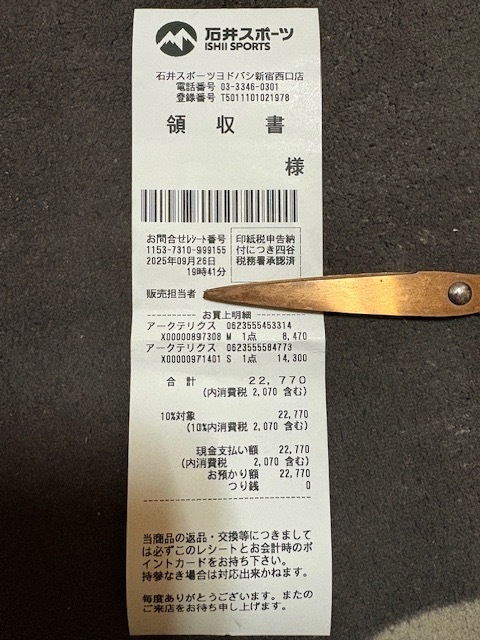 石井スポーツ
ISHII SPORTS
石井スポーツヨドバシ新宿西口店
電話番号 03-3346-0301
登録番号 T5011101021978
領 収 書
様
お問合せレシート番号
1153-7310-999155
2025年09月26日
19時41分
印紙税申告納
付につき四谷
税務署承認済
販売担当者
お買上明細
アークテリクス 0623555453314
X00000897308 M 1点 8,470
アークテリクス 0623555584773
X00000971401 S 1点 14,300
合 計 22,770
(内消費税 2,070 含む)
10%対象 22,770
(10%内消費税 2,070 含む)
現金支払い額 22,770
(内消費税 2,070 含む)
お預かり額 22,770
つり銭 0
当商品の返品・交換等につきまして
は必ずこのレシートとお会計時のポ
イントカードをお持ち下さい。
持参なき場合は対応出来かねます。
毎度ありがとうございます。またの
ご来店をお待ち申し上げます。